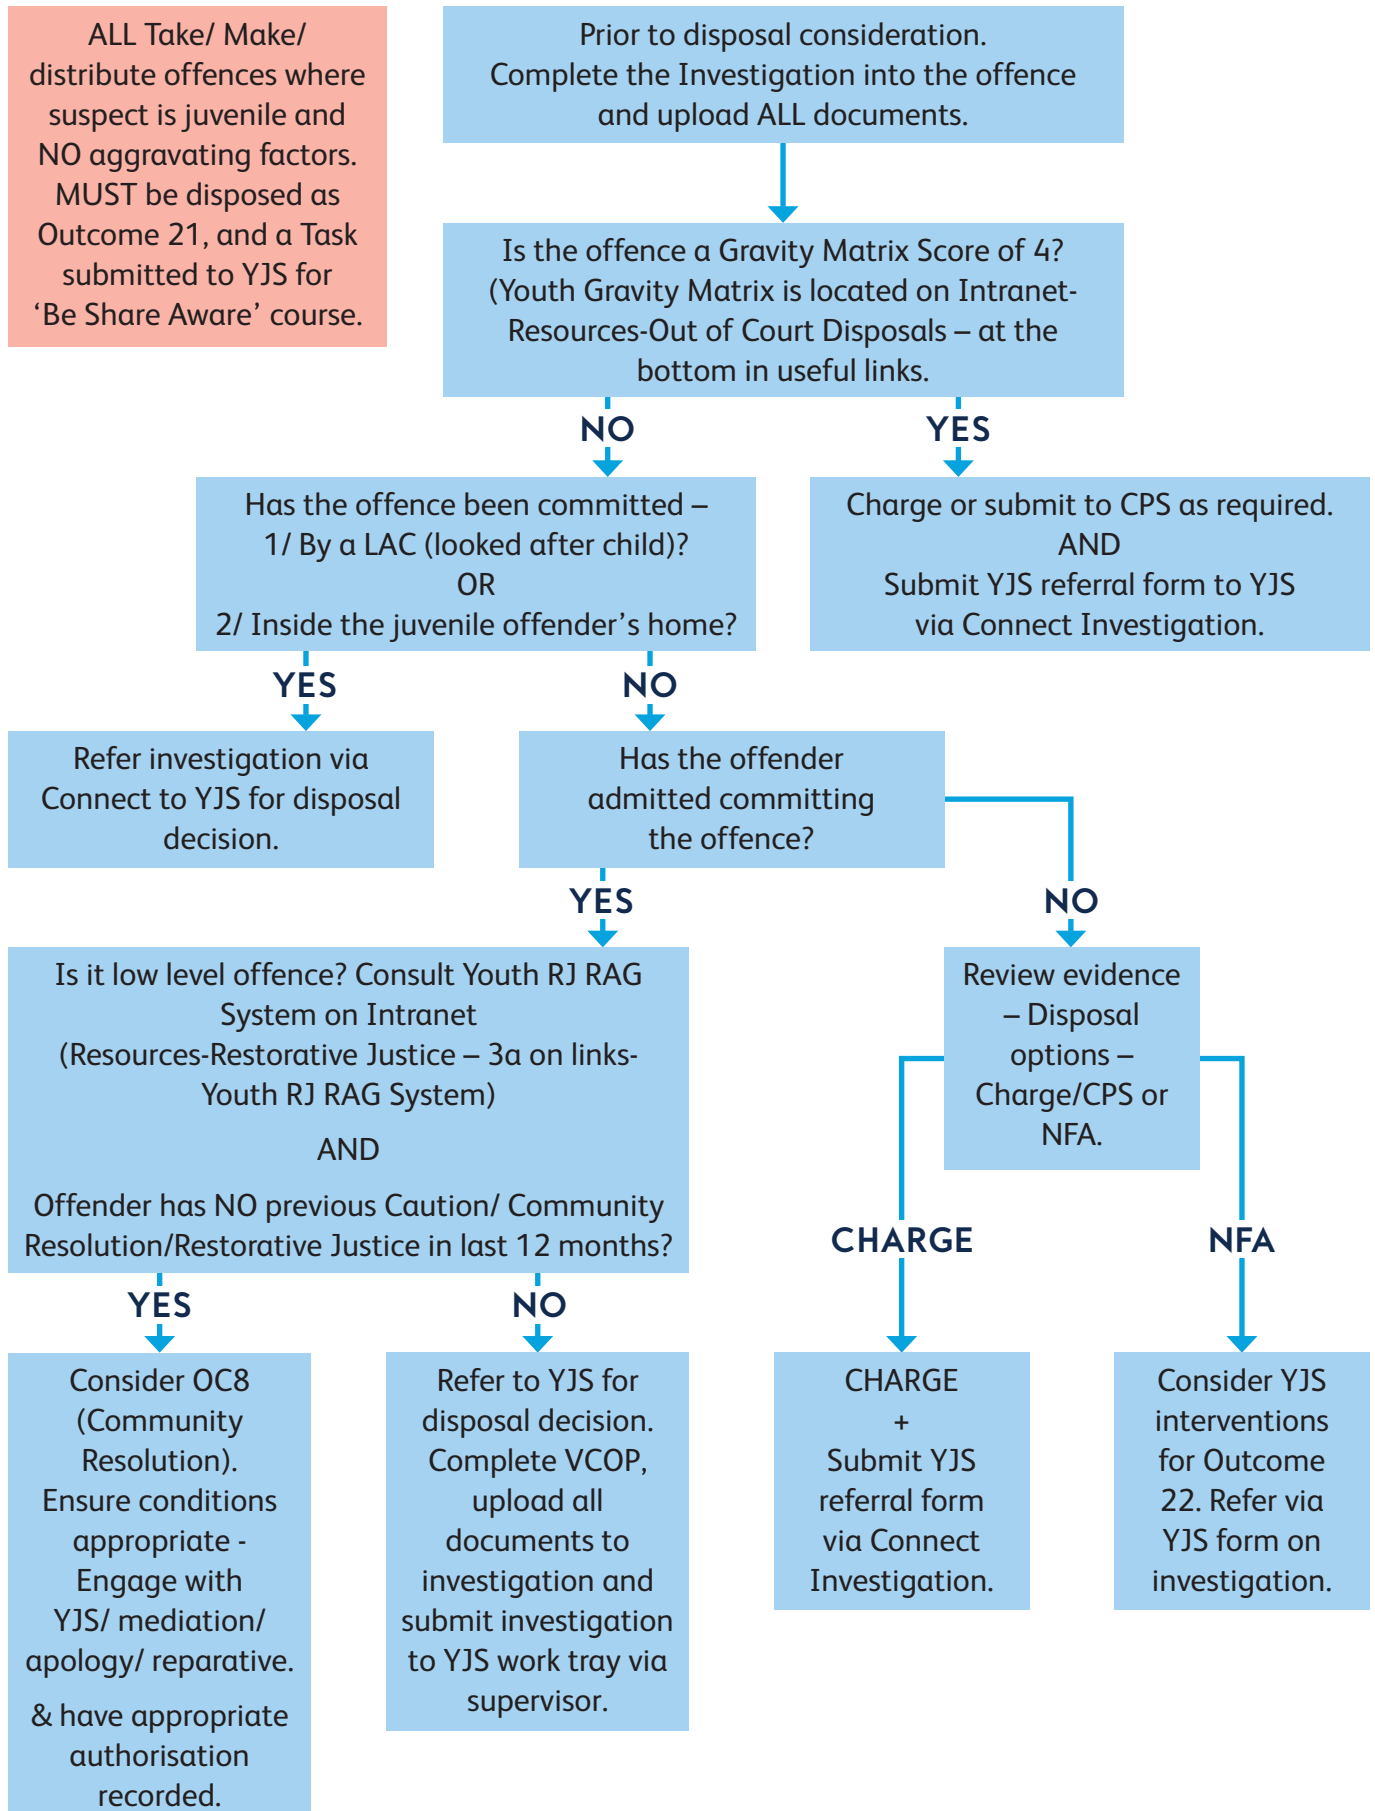 ALL Take/ Make/
distribute offences where
suspect is juvenile and
NO aggravating factors.
MUST be disposed as
Outcome 21, and a Task
submitted to YJS for
‘Be Share Aware’ course.
Prior to disposal consideration.
Complete the Investigation into the offence
and upload ALL documents.
Is the offence a Gravity Matrix Score of 4?
(Youth Gravity Matrix is located on Intranet-
Resources-Out of Court Disposals – at the
bottom in useful links.
NO
YES
Has the offence been committed –
1/ By a LAC (looked after child)?
OR
2/ Inside the juvenile offender’s home?
Charge or submit to CPS as required.
AND
Submit YJS referral form to YJS
via Connect Investigation.
YES
NO
Refer investigation via
Connect to YJS for disposal
decision.
Has the offender
admitted committing
the offence?
YES
NO
Is it low level offence? Consult Youth RJ RAG
System on Intranet
(Resources-Restorative Justice – 3a on links-
Youth RJ RAG System)
AND
Offender has NO previous Caution/ Community
Resolution/Restorative Justice in last 12 months?
Review evidence
– Disposal
options –
Charge/CPS or
NFA.
CHARGE
NFA
YES
NO
Consider OC8
(Community
Resolution).
Ensure conditions
appropriate -
Engage with
YJS/ mediation/
apology/ reparative.
& have appropriate
authorisation
recorded.
Refer to YJS for
disposal decision.
Complete VCOP,
upload all
documents to
investigation and
submit investigation
to YJS work tray via
supervisor.
CHARGE
+
Submit YJS
referral form
via Connect
Investigation.
Consider YJS
interventions
for Outcome
22. Refer via
YJS form on
investigation.